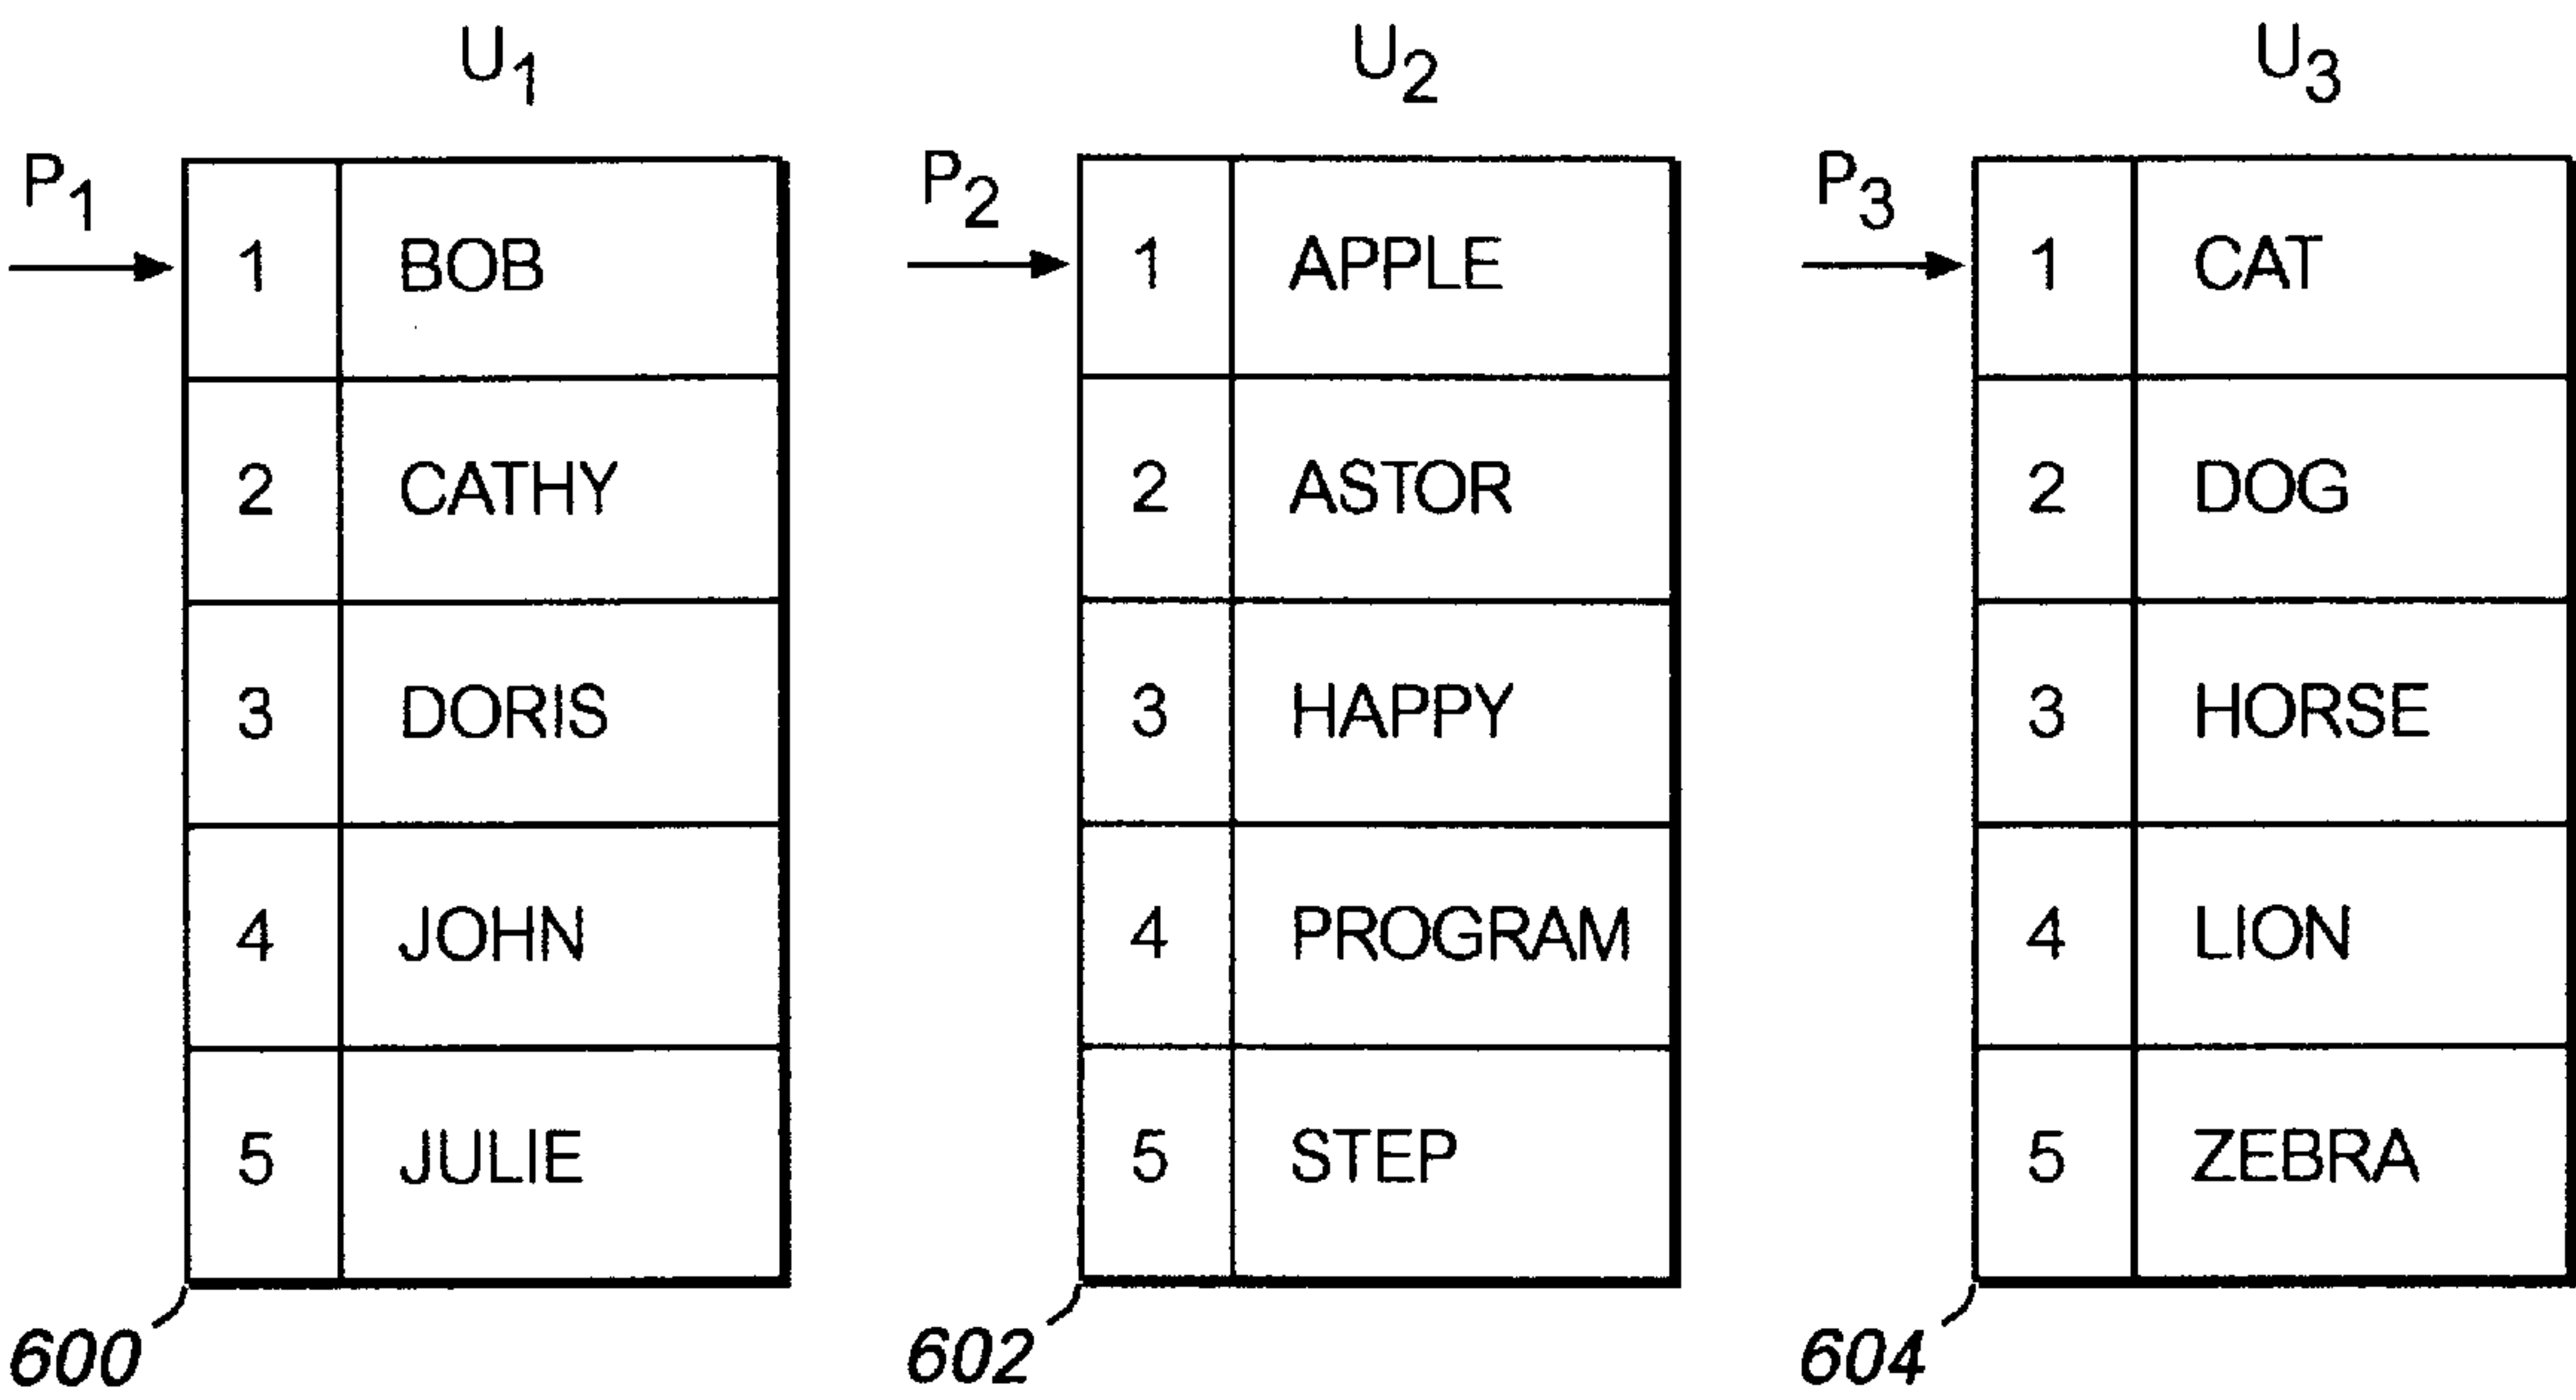 U1 U2 U3
P1 P2 P3
1 BOB 1 APPLE 1 CAT
2 CATHY 2 ASTOR 2 DOG
3 DORIS 3 HAPPY 3 HORSE
4 JOHN 4 PROGRAM 4 LION
5 JULIE 5 STEP 5 ZEBRA
600 602 604